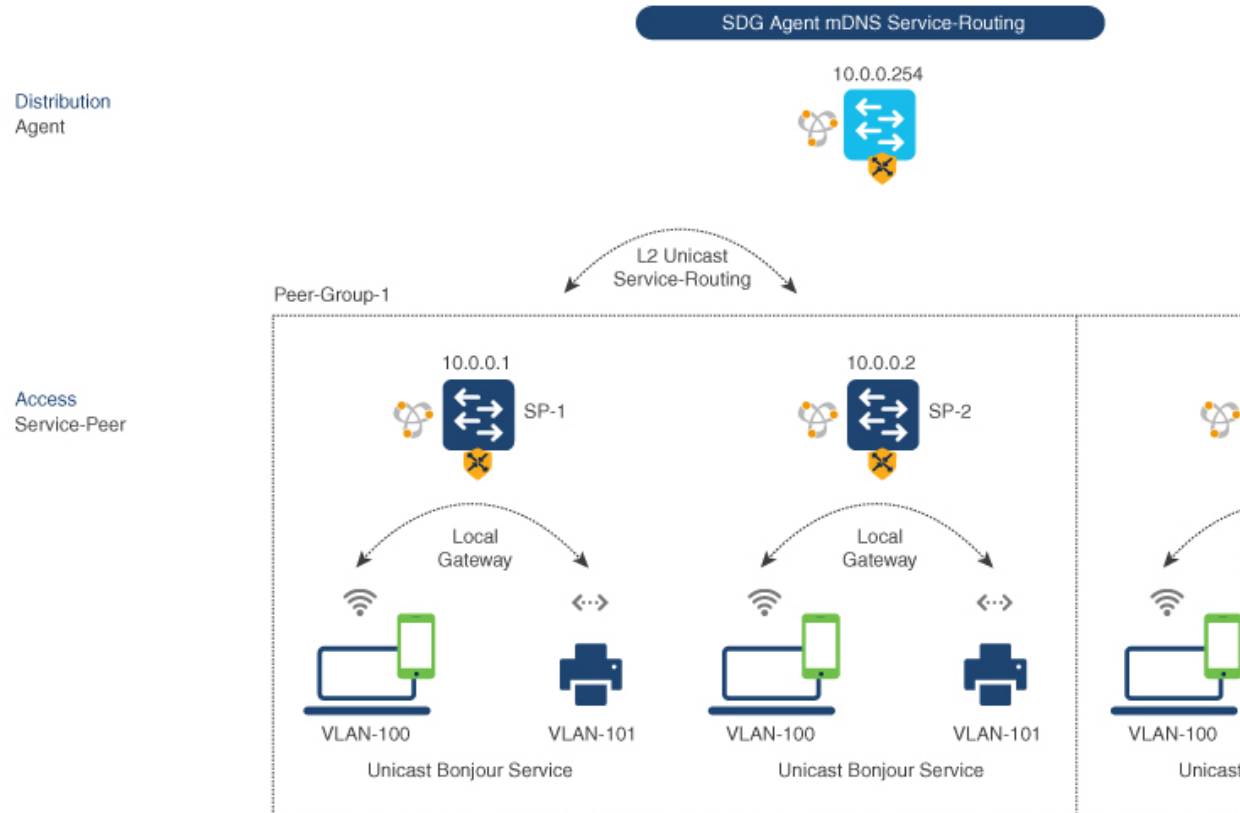 SDG Agent mDNS Service-Routing
10.0.0.254
Distribution
Agent
L2 Unicast
Service-Routing
Peer-Group-1
10.0.0.1
10.0.0.2
Access
Service-Peer
SP-1
SP-2
Local
Gateway
Local
Gateway
VLAN-100
VLAN-101
VLAN-100
VLAN-101
VLAN-100
Unicast Bonjour Service
Unicast Bonjour Service
Unicast